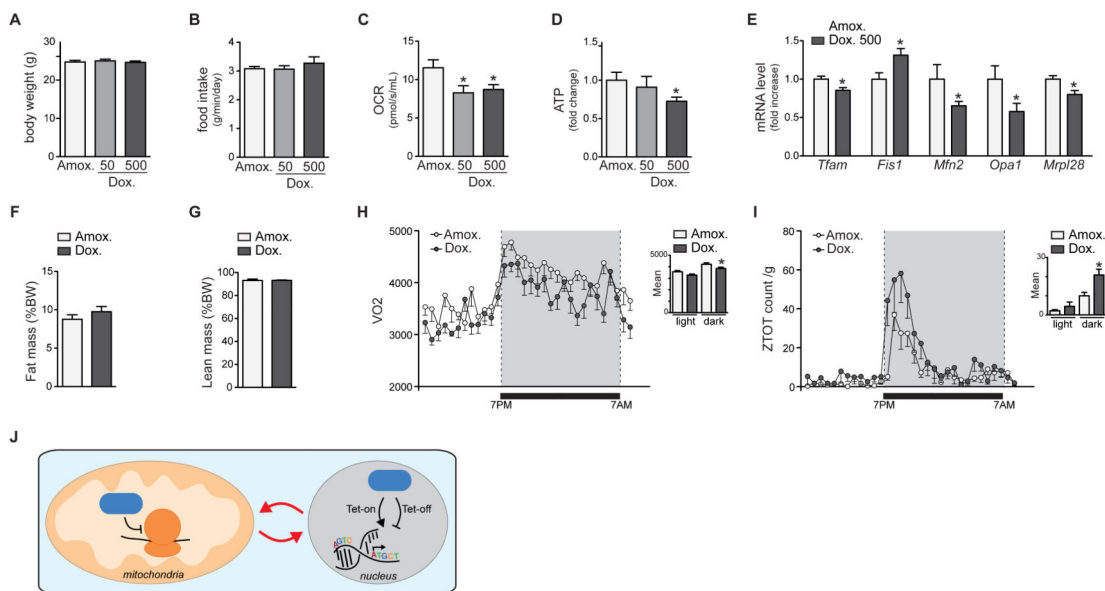 A
body weight (g)
30
20
10
0
Amox. 50 500
Dox.
B
food intake
(g/min/day)
4
3
2
1
0
Amox. 50 500
Dox.
C
OCR
(pmol/s/mL)
15
10
5
0
* *
Amox. 50 500
Dox.
D
ATP
(fold change)
1.5
1.0
0.5
0.0
*
Amox. 50 500
Dox.
E
Amox.
Dox. 500
mRNA level
(fold increase)
1.5
1.0
0.5
0.0
* * * * *
Tfam Fis1 Mfn2 Opa1 Mrpl28
F
Amox.
Dox.
Fat mass (%BW)
15
10
5
0
G
Amox.
Dox.
Lean mass (%BW)
100
80
60
40
20
0
H
Amox.
Dox.
VO2
5000
4000
3000
2000
7PM 7AM
Amox.
Dox.
Mean
5000
0
*
light dark
I
Amox.
Dox.
ZTOT count /g
80
60
40
20
0
7PM 7AM
Amox.
Dox.
Mean
30
20
10
0
*
light dark
J
mitochondria
Tet-on Tet-off
AGTC
ATGCT
nucleus